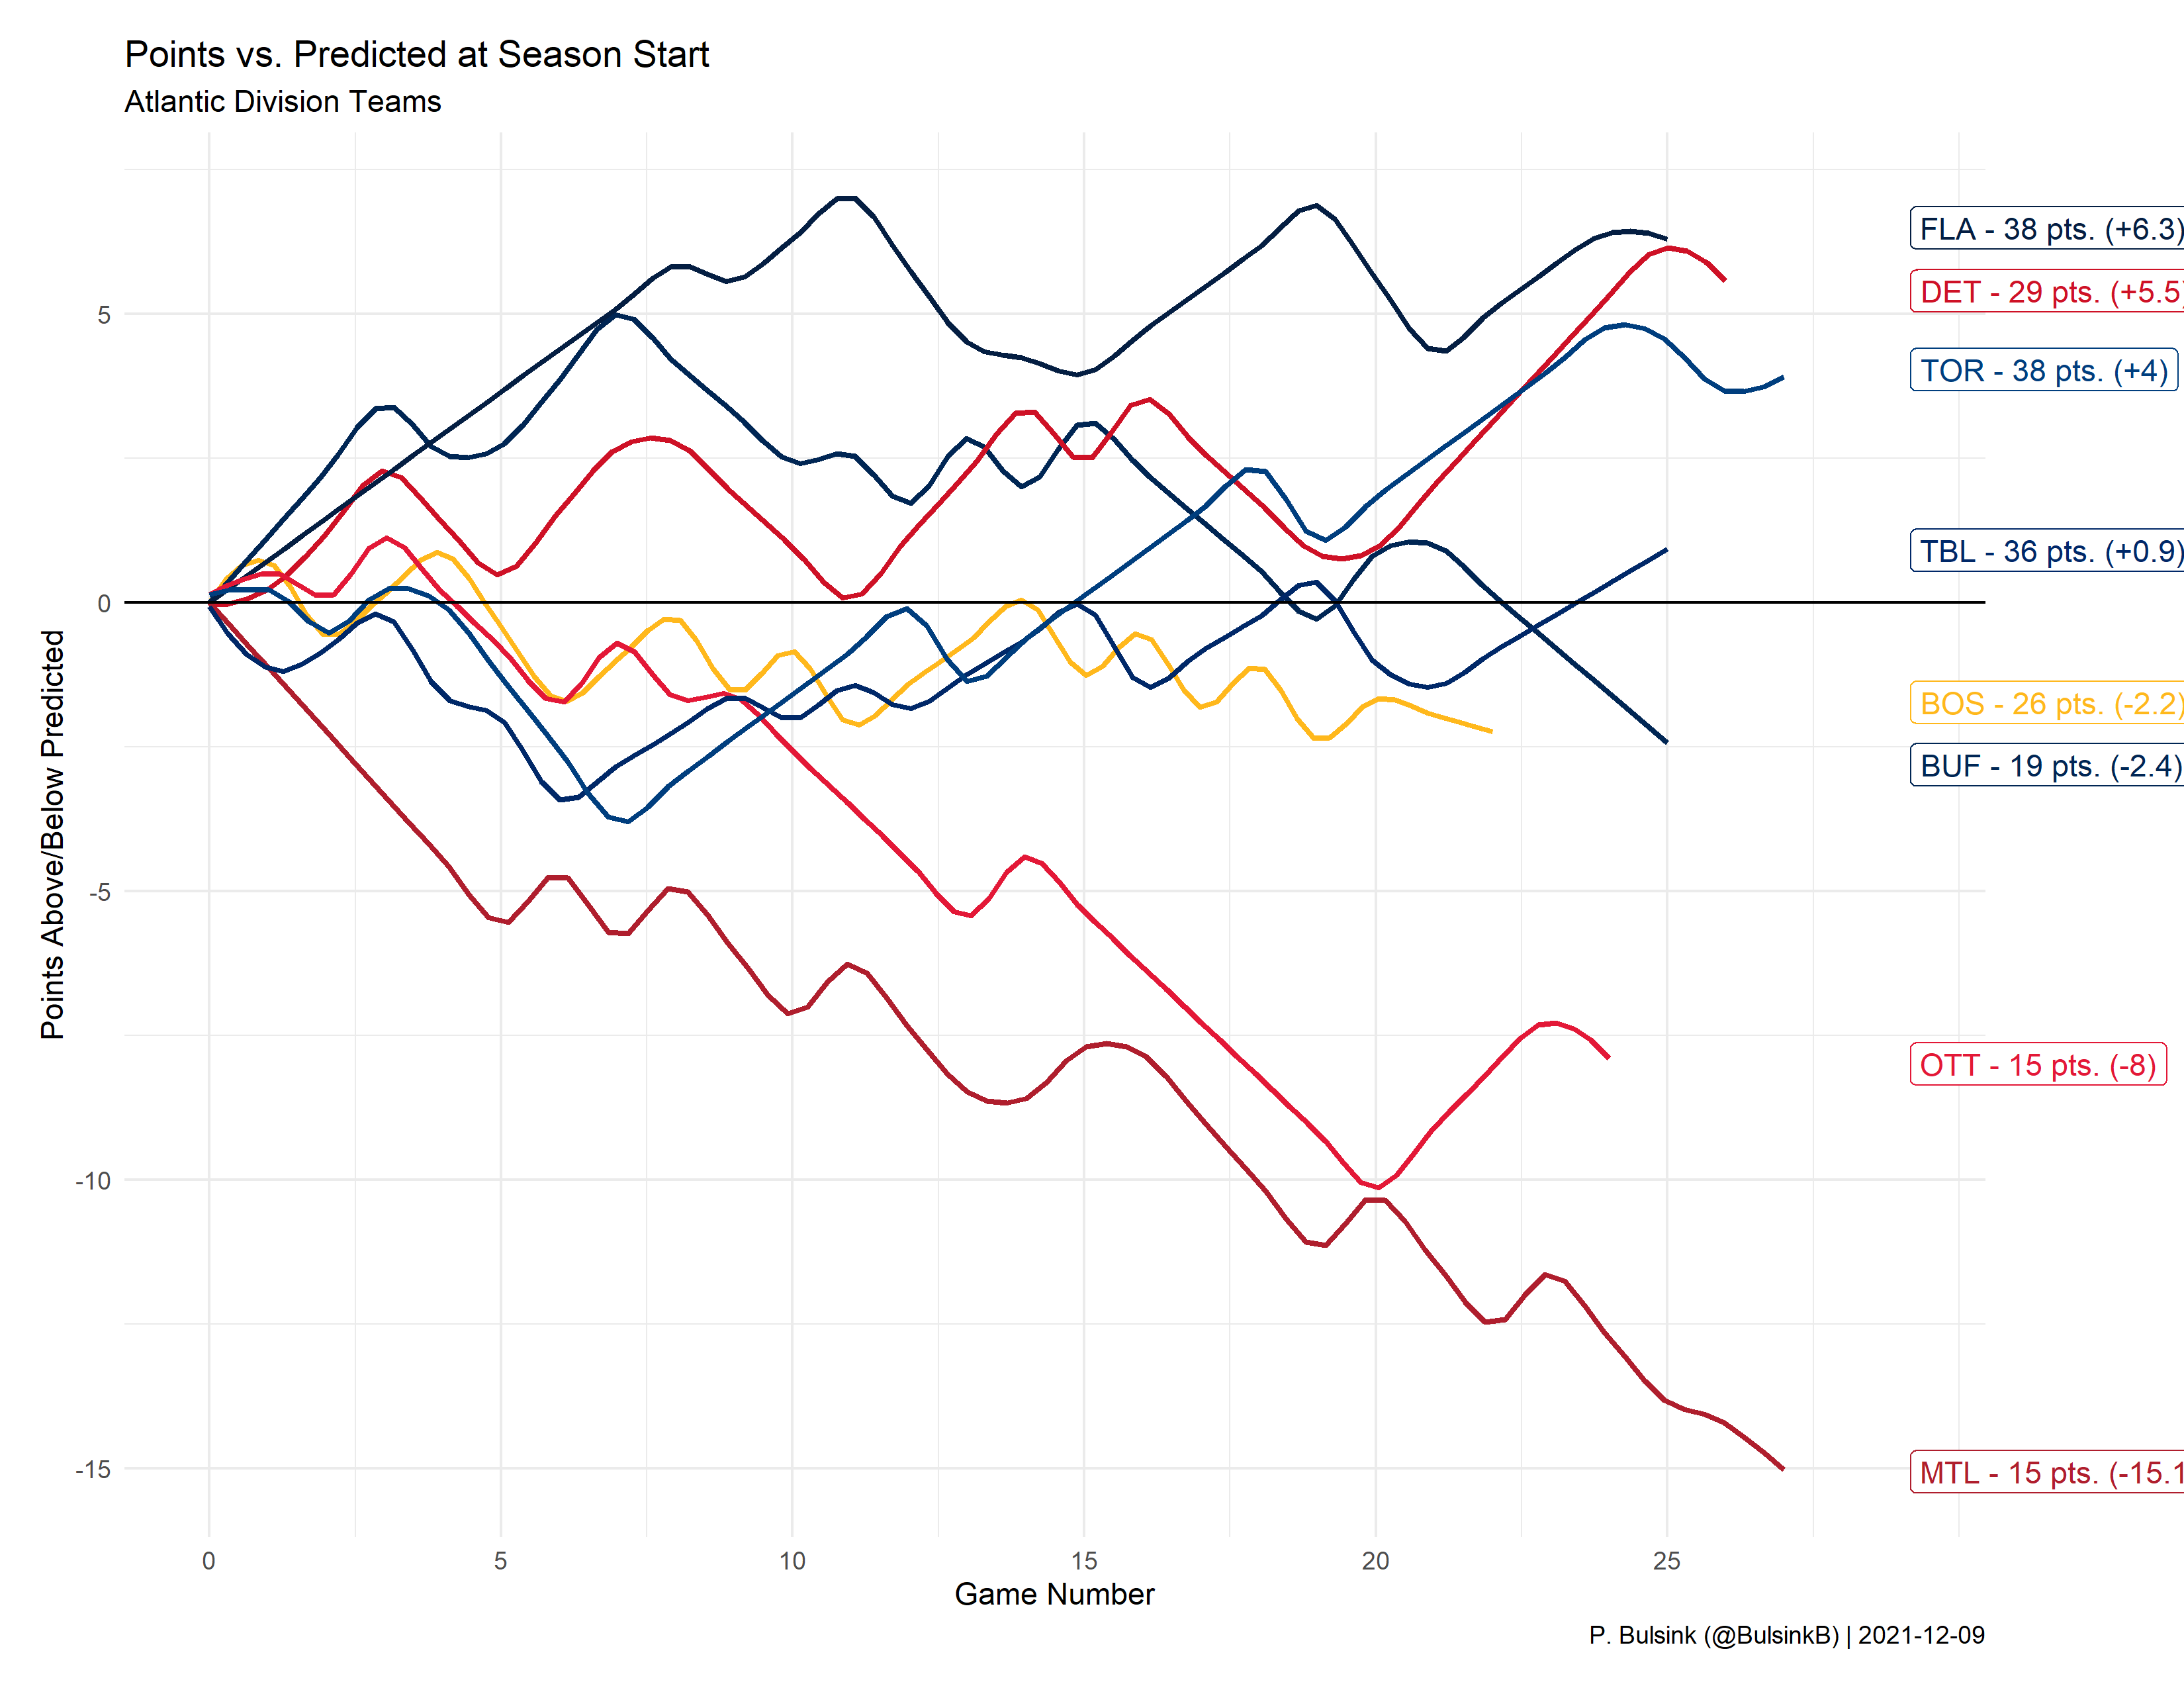 Points vs. Predicted at Season Start
Atlantic Division Teams
Points Above/Below Predicted
5
0
-5
-10
-15
FLA - 38 pts. (+6.3)
DET - 29 pts. (+5.5
TOR - 38 pts. (+4)
TBL - 36 pts. (+0.9)
BOS - 26 pts. (-2.2)
BUF - 19 pts. (-2.4)
OTT - 15 pts. (-8)
MTL - 15 pts. (-15.1
0 5 10 15 20 25
Game Number
P. Bulsink (@BulsinkB) | 2021-12-09